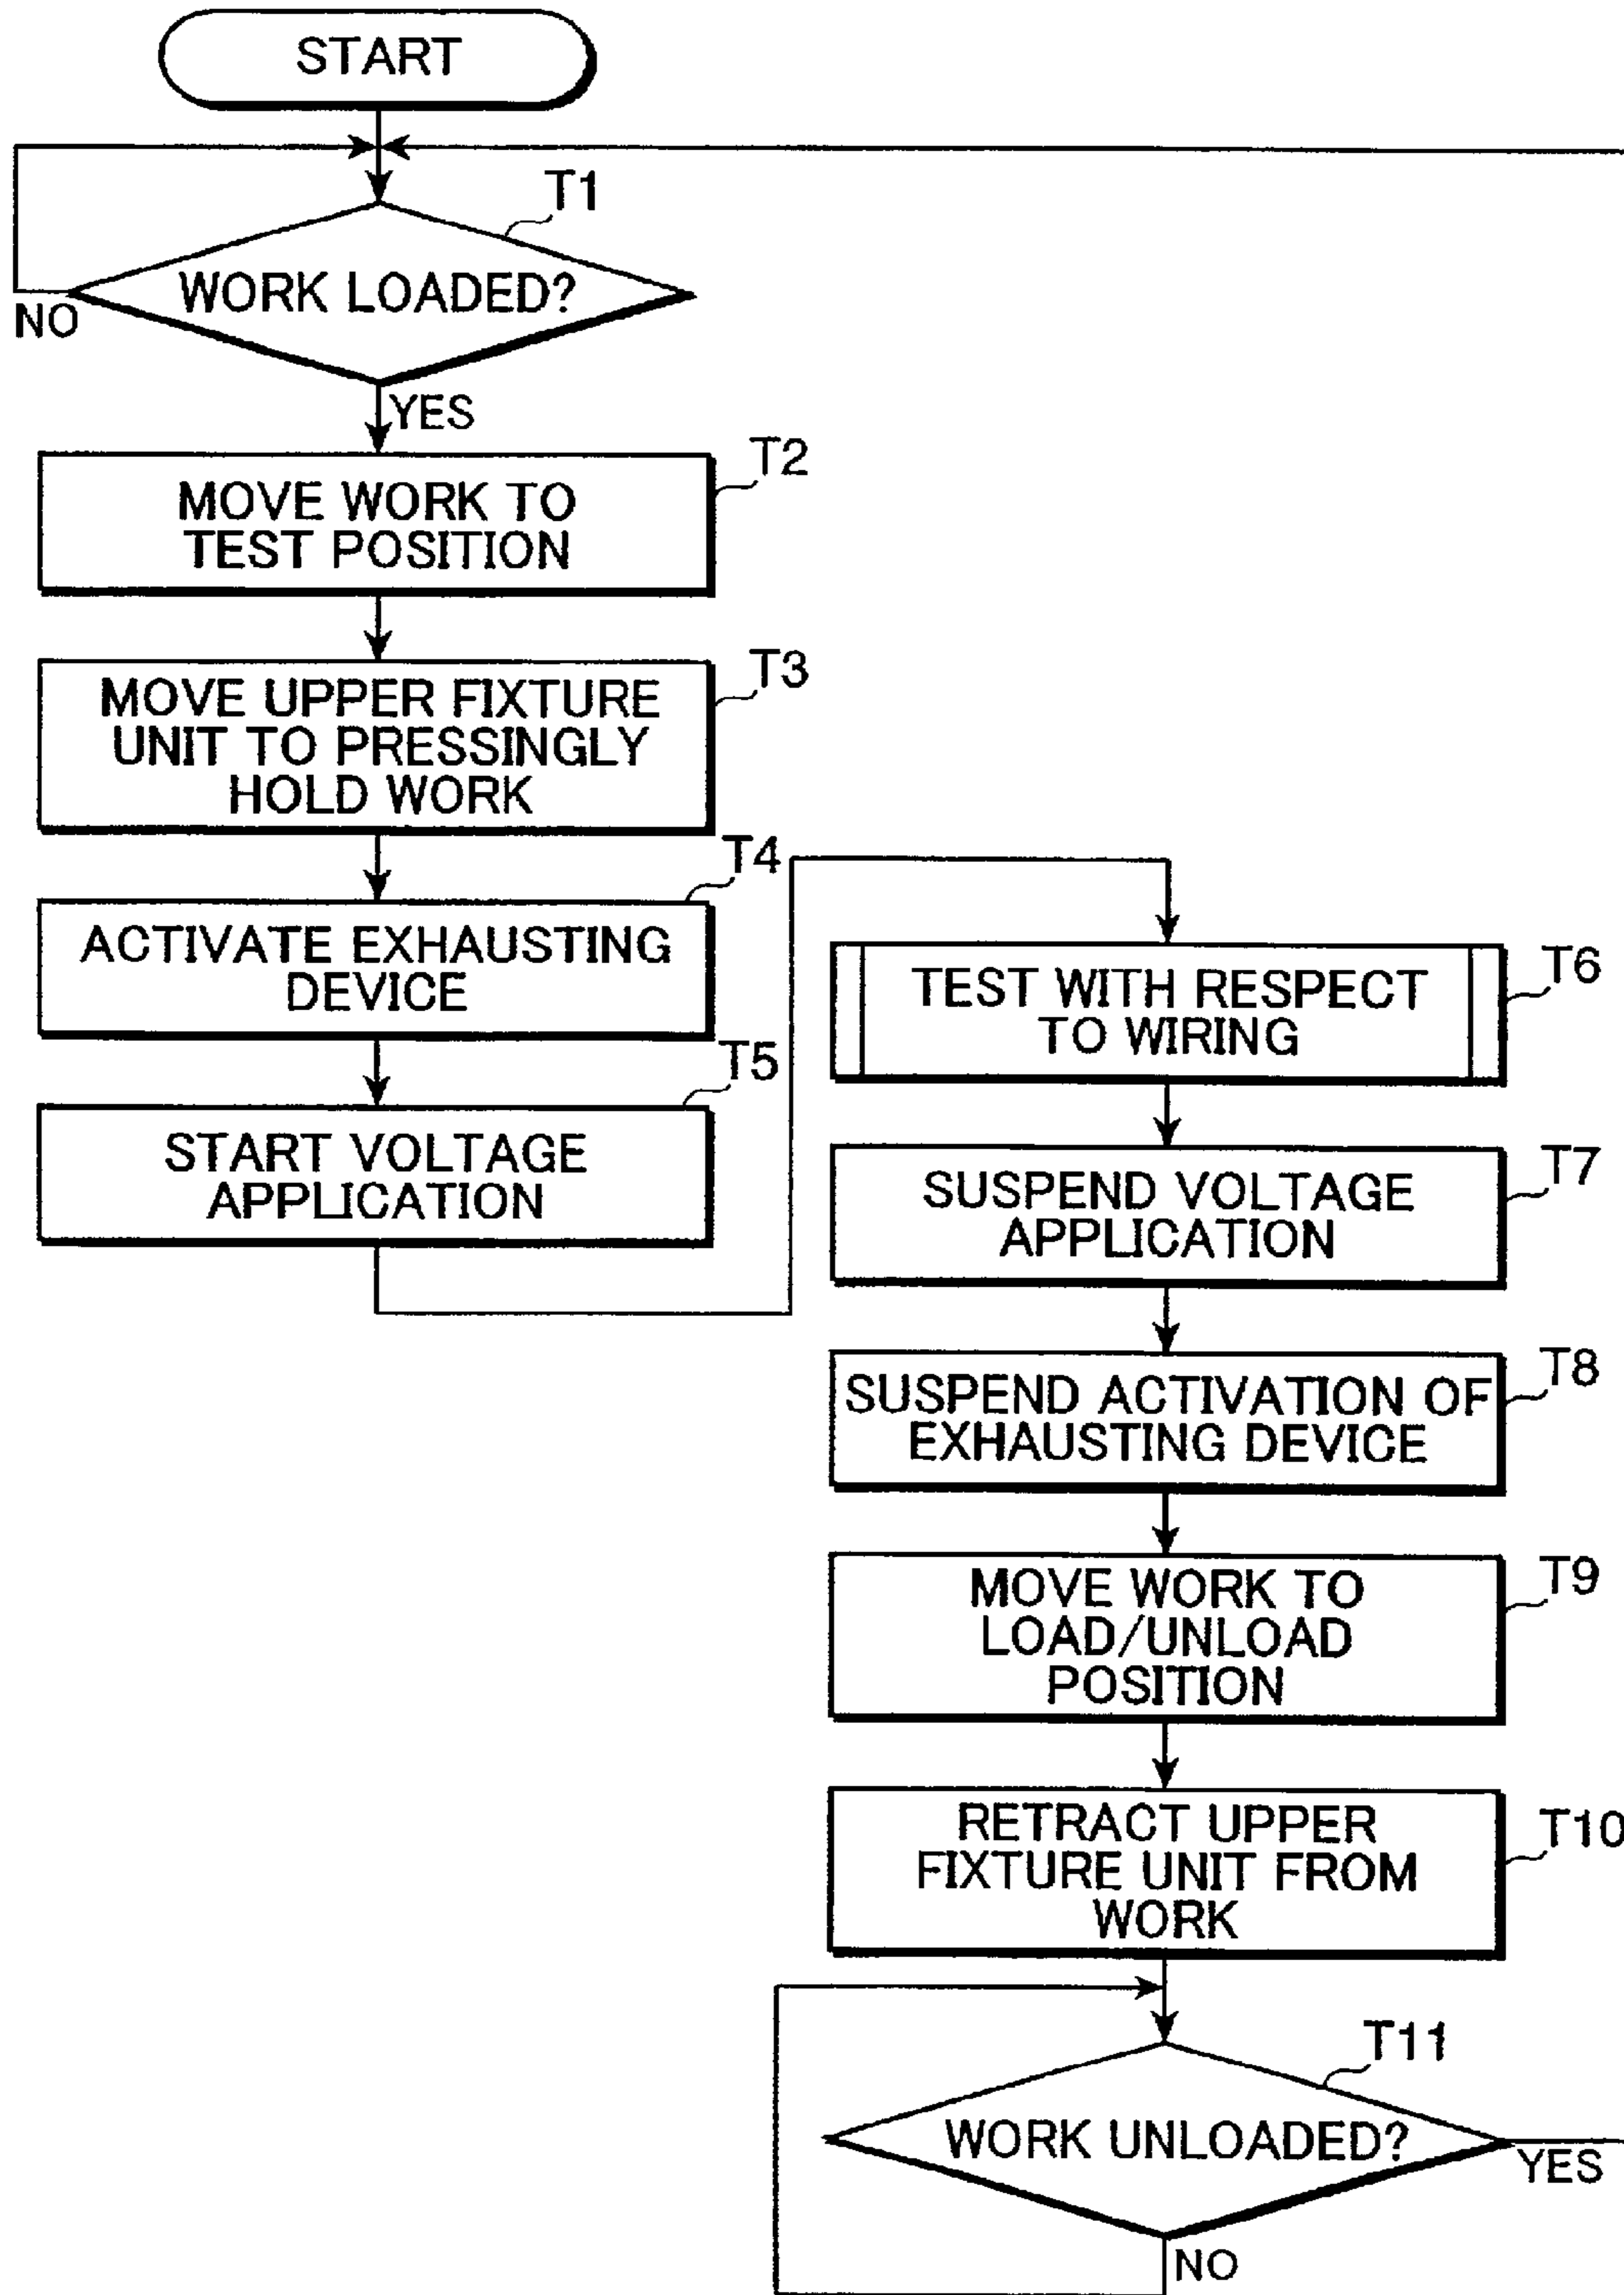 START
T1
WORK LOADED?
NO
YES
T2
MOVE WORK TO
TEST POSITION
T3
MOVE UPPER FIXTURE
UNIT TO PRESSINGLY
HOLD WORK
T4
ACTIVATE EXHAUSTING
DEVICE
T5
START VOLTAGE
APPLICATION
T6
TEST WITH RESPECT
TO WIRING
T7
SUSPEND VOLTAGE
APPLICATION
T8
SUSPEND ACTIVATION OF
EXHAUSTING DEVICE
T9
MOVE WORK TO
LOAD/UNLOAD
POSITION
T10
RETRACT UPPER
FIXTURE UNIT FROM
WORK
T11
WORK UNLOADED?
YES
NO